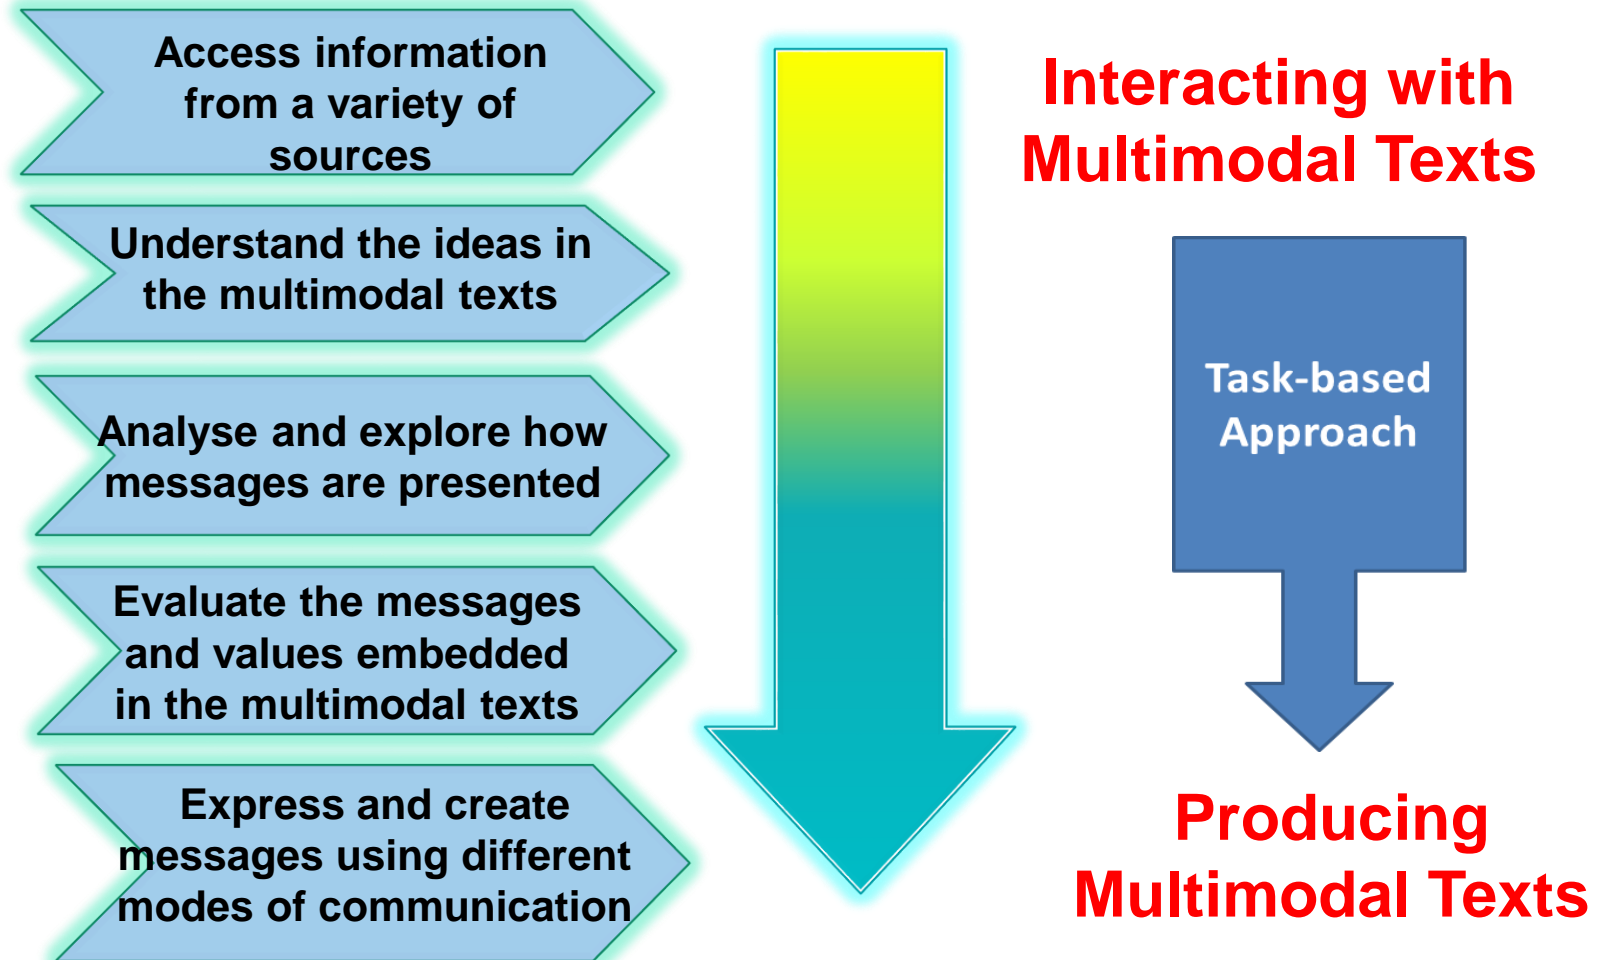 Access information
from a variety of
sources
Understand the ideas in
the multimodal texts
Analyse and explore how
messages are presented
Evaluate the messages
and values embedded
in the multimodal texts
Express and create
messages using different
modes of communication
Interacting with
Multimodal Texts
Task-based
Approach
Producing
Multimodal Texts